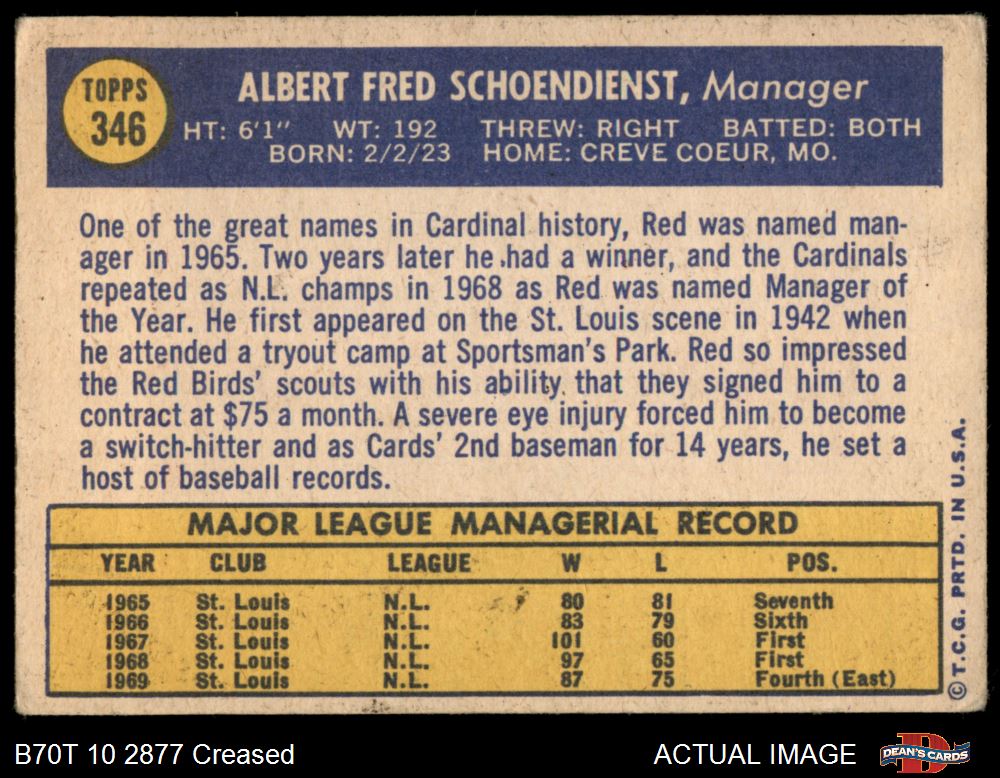 TOPPS
346
ALBERT FRED SCHOENDIENST, Manager
HT: 6'1" WT: 192 THREW: RIGHT BATTED: BOTH
BORN: 2/2/23 HOME: CREVE COEUR, MO.
One of the great names in Cardinal history, Red was named man-
ager in 1965. Two years later he had a winner, and the Cardinals
repeated as N.L. champs in 1968 as Red was named Manager of
the Year. He first appeared on the St. Louis scene in 1942 when
he attended a tryout camp at Sportsman's Park. Red so impressed
the Red Birds' scouts with his ability that they signed him to a
contract at $75 a month. A severe eye injury forced him to become
a switch-hitter and as Cards' 2nd baseman for 14 years, he set a
host of baseball records.
MAJOR LEAGUE MANAGERIAL RECORD
YEAR CLUB LEAGUE W L POS.
1965 St. Louis N.L. 80 81 Seventh
1966 St. Louis N.L. 83 79 Sixth
1967 St. Louis N.L. 101 60 First
1968 St. Louis N.L. 97 65 First
1969 St. Louis N.L. 87 75 Fourth (East)
© T.C.G. PRTD. IN U.S.A.
B70T 10 2877 Creased
ACTUAL IMAGE
DEAN'S CARDS